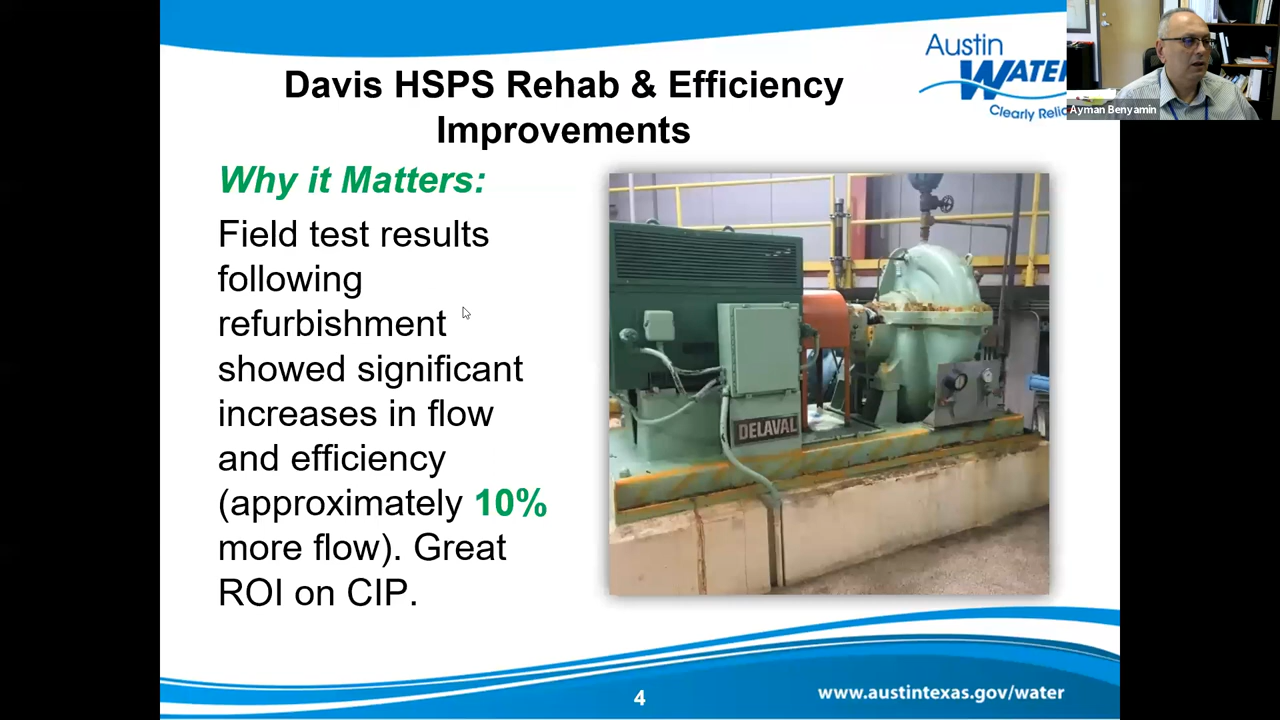 Davis HSPS Rehab & Efficiency
Improvements
Austin
WATER
Clearly Relia
Ayman Benyamin
Why it Matters:
Field test results
following
refurbishment
showed significant
increases in flow
and efficiency
(approximately 10%
more flow). Great
ROI on CIP.
DELAVAL
4
www.austintexas.gov/water